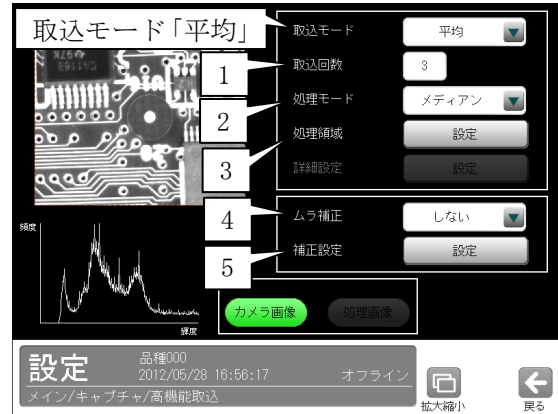 取込モード「平均」
取込モード 平均
1 取込回数 3
2 処理モード メディアン
3 処理領域 設定
詳細設定 設定
4 ムラ補正 しない
5 補正設定 設定
頻度
輝度
カメラ画像 処理画像
設定 品種000
2012/05/28 16:56:17 オフライン
メイン/キャプチャ/高機能取込
拡大縮小 戻る